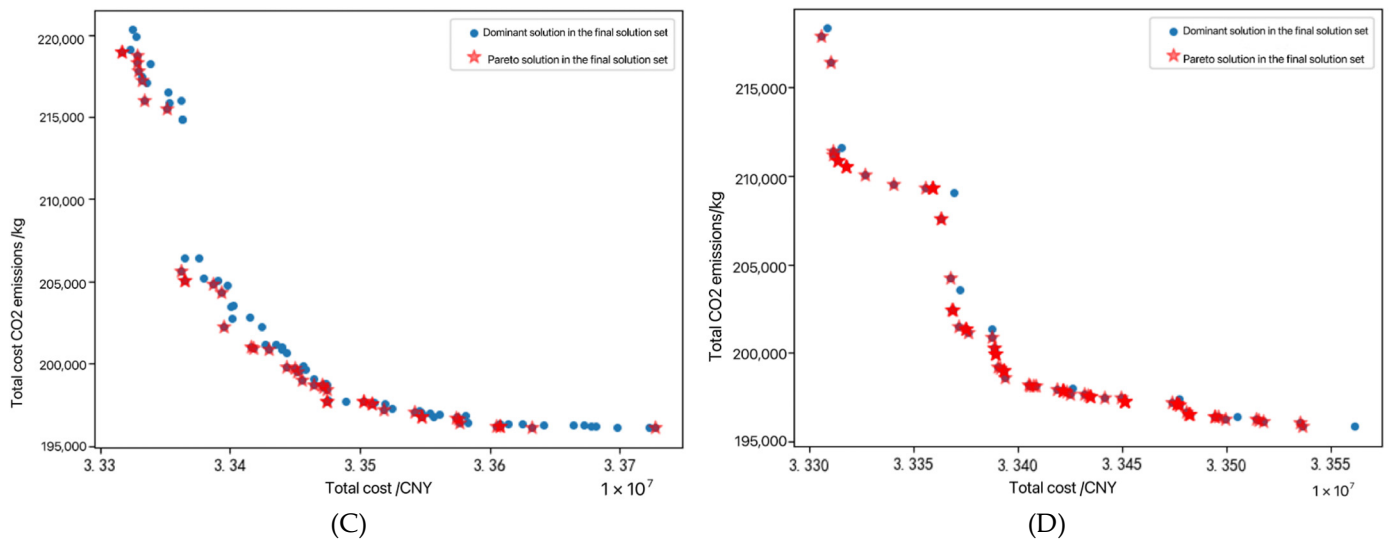 Dominant solution in the final solution set
Pareto solution in the final solution set
220,000
215,000
210,000
205,000
200,000
195,000
Total cost CO2 emissions /kg
3.33
3.34
3.35
3.36
3.37
Total cost /CNY
1 × 10^7
(C)
Dominant solution in the final solution set
Pareto solution in the final solution set
215,000
210,000
205,000
200,000
195,000
Total CO2 emissions/kg
3.330
3.335
3.340
3.345
3.350
3.355
Total cost /CNY
1 × 10^7
(D)